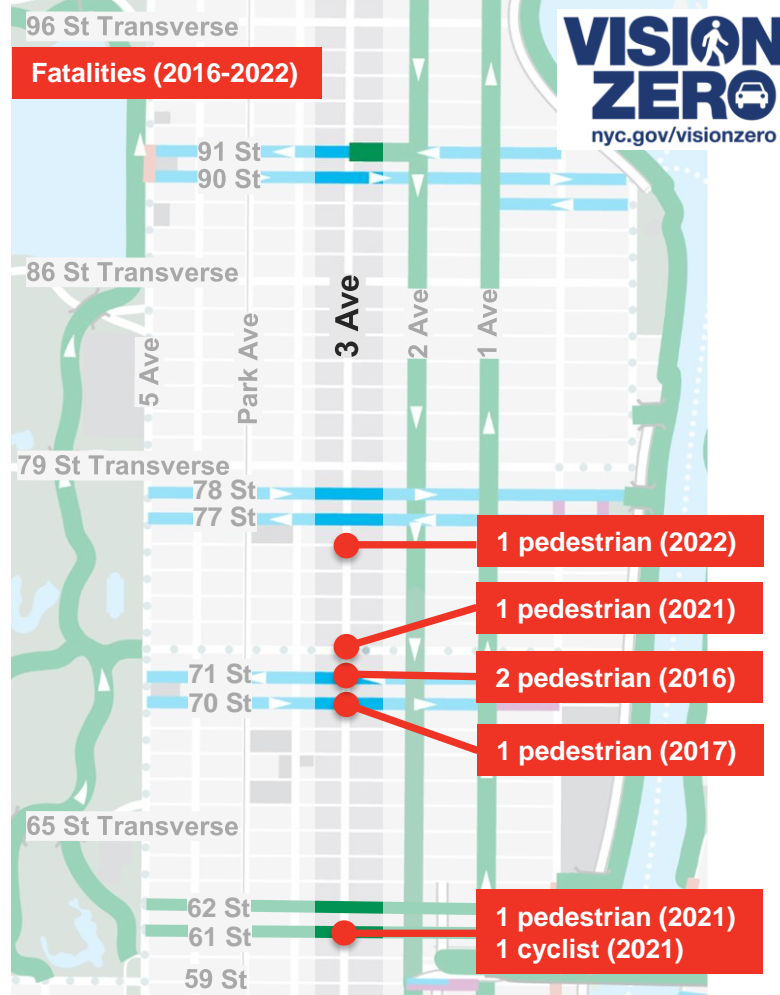 96 St Transverse
VISION
ZERO
nyc.gov/visionzero
Fatalities (2016-2022)
91 St
90 St
86 St Transverse
5 Ave
Park Ave
3 Ave
2 Ave
1 Ave
79 St Transverse
78 St
77 St
1 pedestrian (2022)
1 pedestrian (2021)
71 St
2 pedestrian (2016)
70 St
1 pedestrian (2017)
65 St Transverse
62 St
61 St
1 pedestrian (2021)
1 cyclist (2021)
59 St